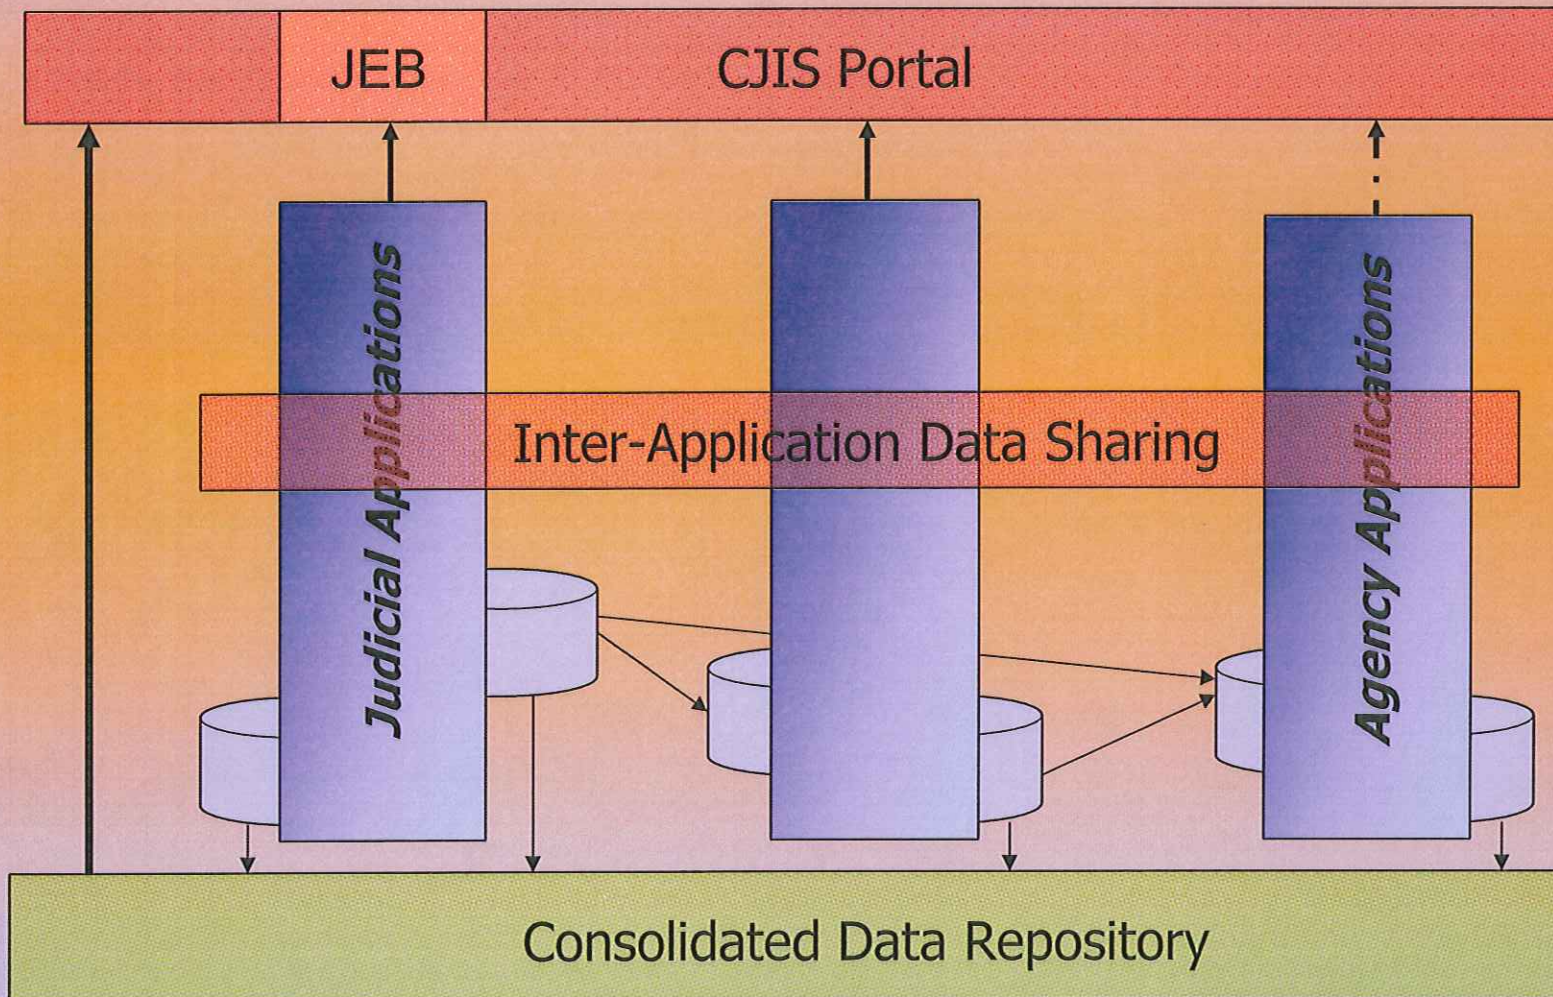 JEB
CJIS Portal
Judicial Applications
Agency Applications
Inter-Application Data Sharing
Consolidated Data Repository